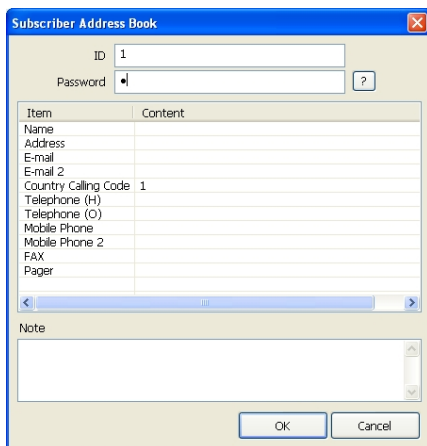 Subscriber Address Book
ID 1
Password •
?
Item Content
Name
Address
E-mail
E-mail 2
Country Calling Code 1
Telephone (H)
Telephone (O)
Mobile Phone
Mobile Phone 2
FAX
Pager
Note
OK Cancel